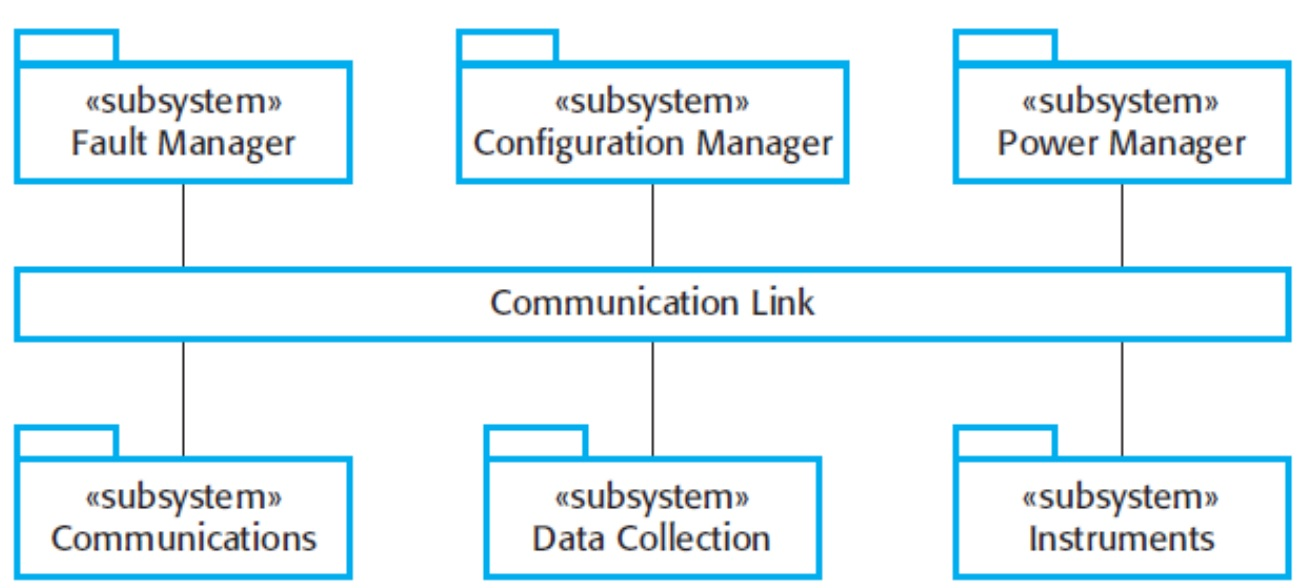 «subsystem»
Fault Manager
«subsystem»
Configuration Manager
«subsystem»
Power Manager
Communication Link
«subsystem»
Communications
«subsystem»
Data Collection
«subsystem»
Instruments